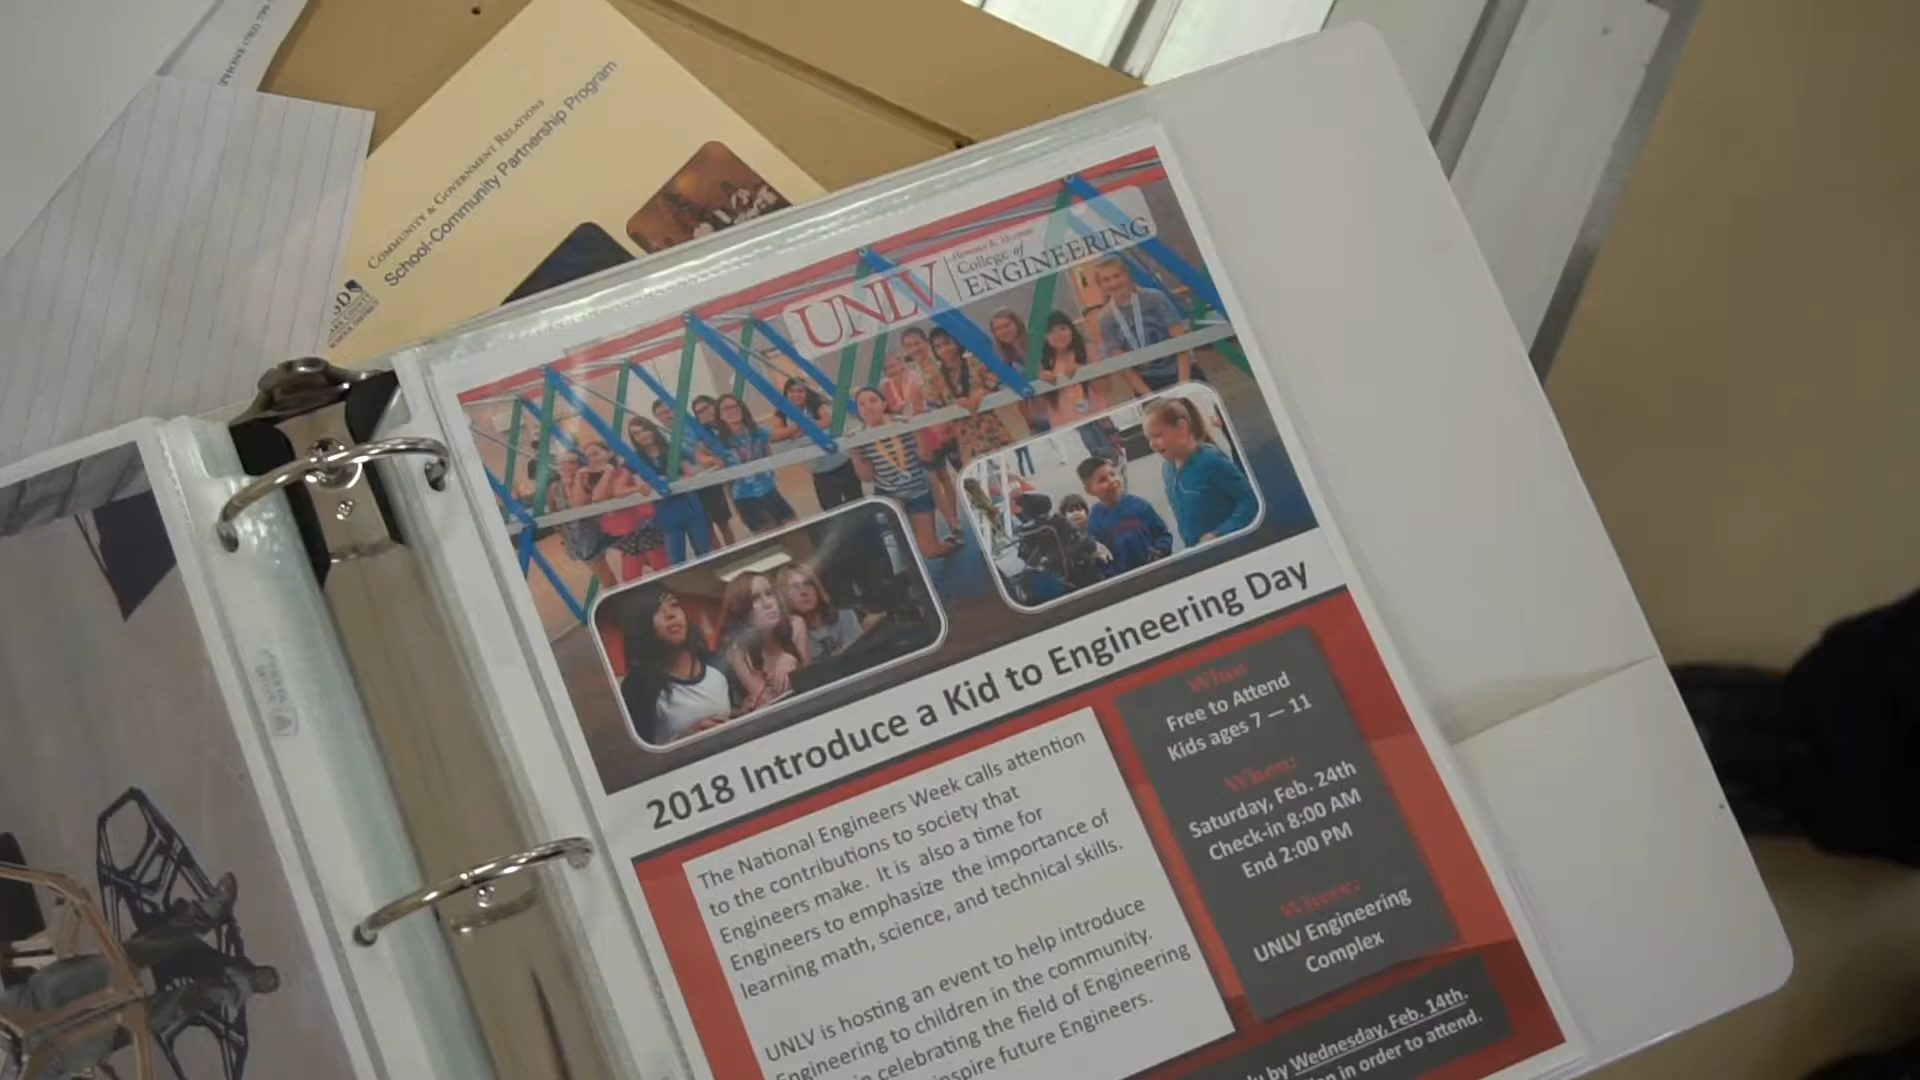 COMMUNITY & GOVERNMENT RELATIONS
School-Community Partnership Program
UNLV
Howard R. Hughes
College of
ENGINEERING
2018 Introduce a Kid to Engineering Day
The National Engineers Week calls attention
to the contributions to society that
Engineers make. It is also a time for
Engineers to emphasize the importance of
learning math, science, and technical skills.
UNLV is hosting an event to help introduce
Engineering to children in the community.
in celebrating the field of Engineering
inspire future Engineers.
Who:
Free to Attend
Kids ages 7 — 11
When:
Saturday, Feb. 24th
Check-in 8:00 AM
End 2:00 PM
Where:
UNLV Engineering
Complex
by Wednesday, Feb. 14th.
in order to attend.